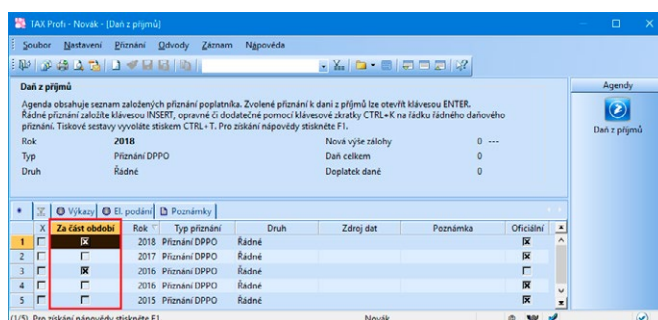 TAX Profi - Novák - [Daň z příjmů]
Soubor Nastavení Přiznání Odvody Záznam Nápověda
Agendy
Daň z příjmů
Daň z příjmů
Agenda obsahuje seznam založených přiznání poplatníka. Zvolené přiznání k dani z příjmů lze otevřít klávesou ENTER.
Řádné přiznání založíte klávesou INSERT, opravné či dodatečné pomocí klávesové zkratky CTRL+K na řádku řádného daňového
přiznání. Tiskové sestavy vyvoláte stiskem CTRL+T. Pro získání nápovědy stiskněte F1.
Rok 2018 Nová výše zálohy 0 ---
Typ Přiznání DPPO Daň celkem 0
Druh Řádné Doplatek daně 0
* Výkazy El. podání Poznámky
X Za část období Rok Typ přiznání Druh Zdroj dat Poznámka Oficiální
1 2018 Přiznání DPPO Řádné
2 2017 Přiznání DPPO Řádné
3 2016 Přiznání DPPO Řádné
4 2016 Přiznání DPPO Řádné
5 2015 Přiznání DPPO Řádné
(1/5) Pro získání nápovědy stiskněte F1. Novák